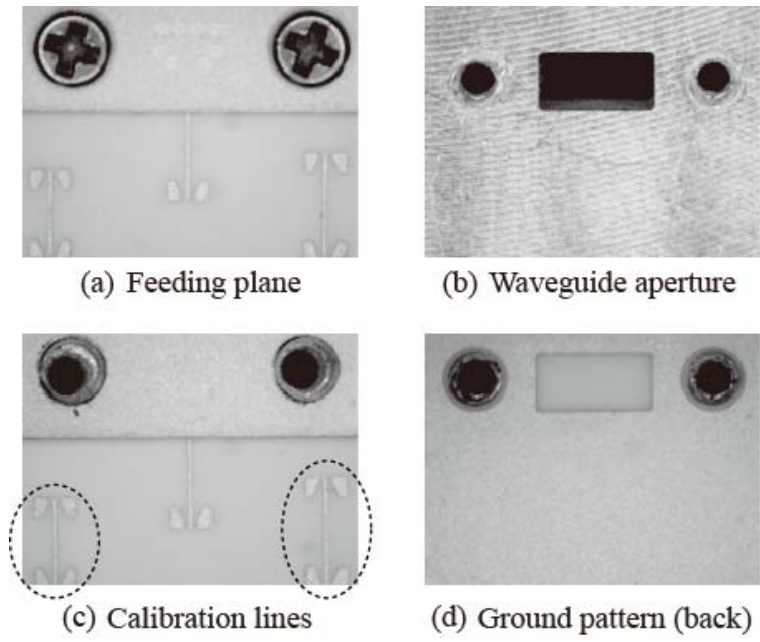 (a) Feeding plane
(b) Waveguide aperture
(c) Calibration lines
(d) Ground pattern (back)